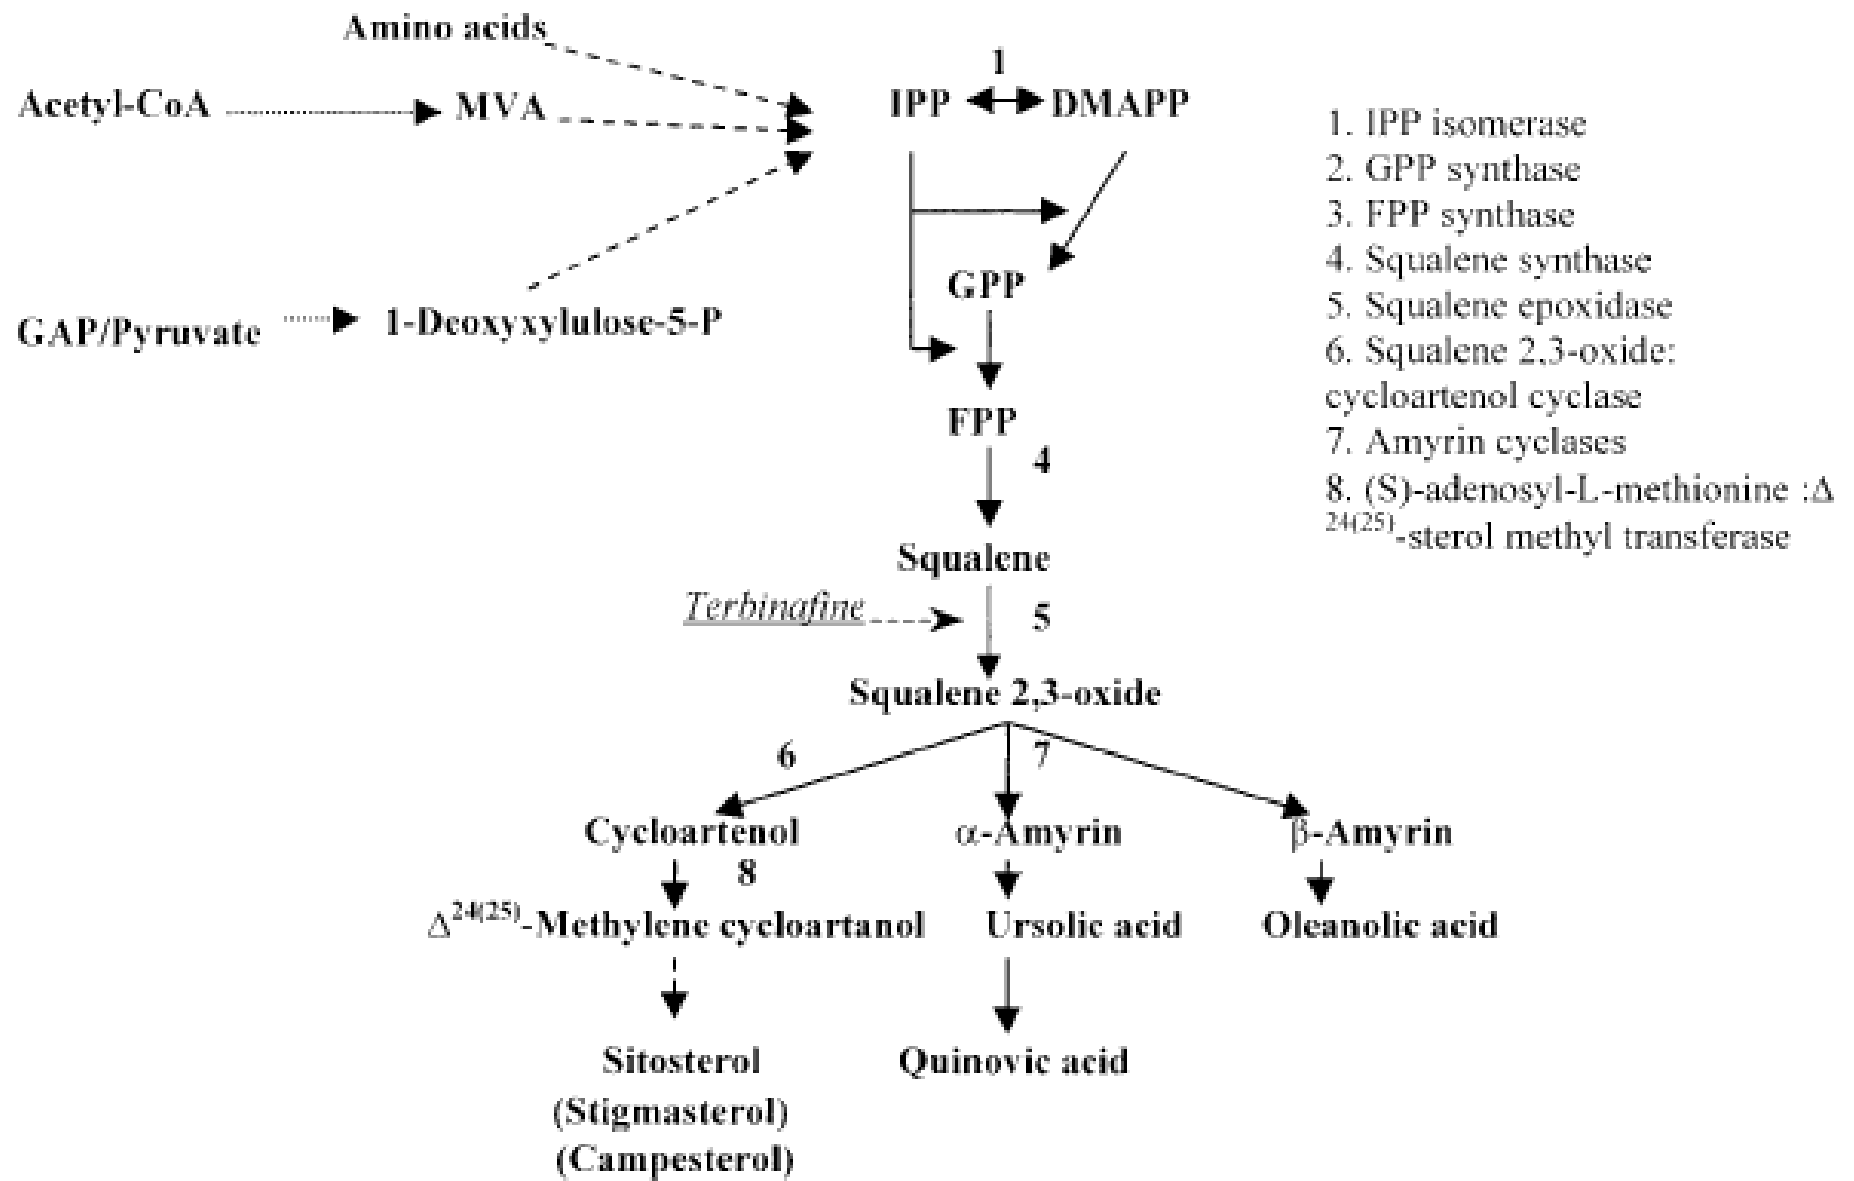 Amino acids
1
Acetyl-CoA
MVA
IPP
DMAPP
1. IPP isomerase
2. GPP synthase
3. FPP synthase
4. Squalene synthase
5. Squalene epoxidase
6. Squalene 2,3-oxide:
cycloartenol cyclase
7. Amyrin cyclases
8. (S)-adenosyl-L-methionine :Δ
24(25)-sterol methyl transferase
GPP
GAP/Pyruvate
1-Deoxyxylulose-5-P
FPP
4
Squalene
Terbinafine
5
Squalene 2,3-oxide
6
7
Cycloartenol
α-Amyrin
β-Amyrin
8
Δ24(25)-Methylene cycloartanol
Ursolic acid
Oleanolic acid
Sitosterol
Quinovic acid
(Stigmasterol)
(Campesterol)